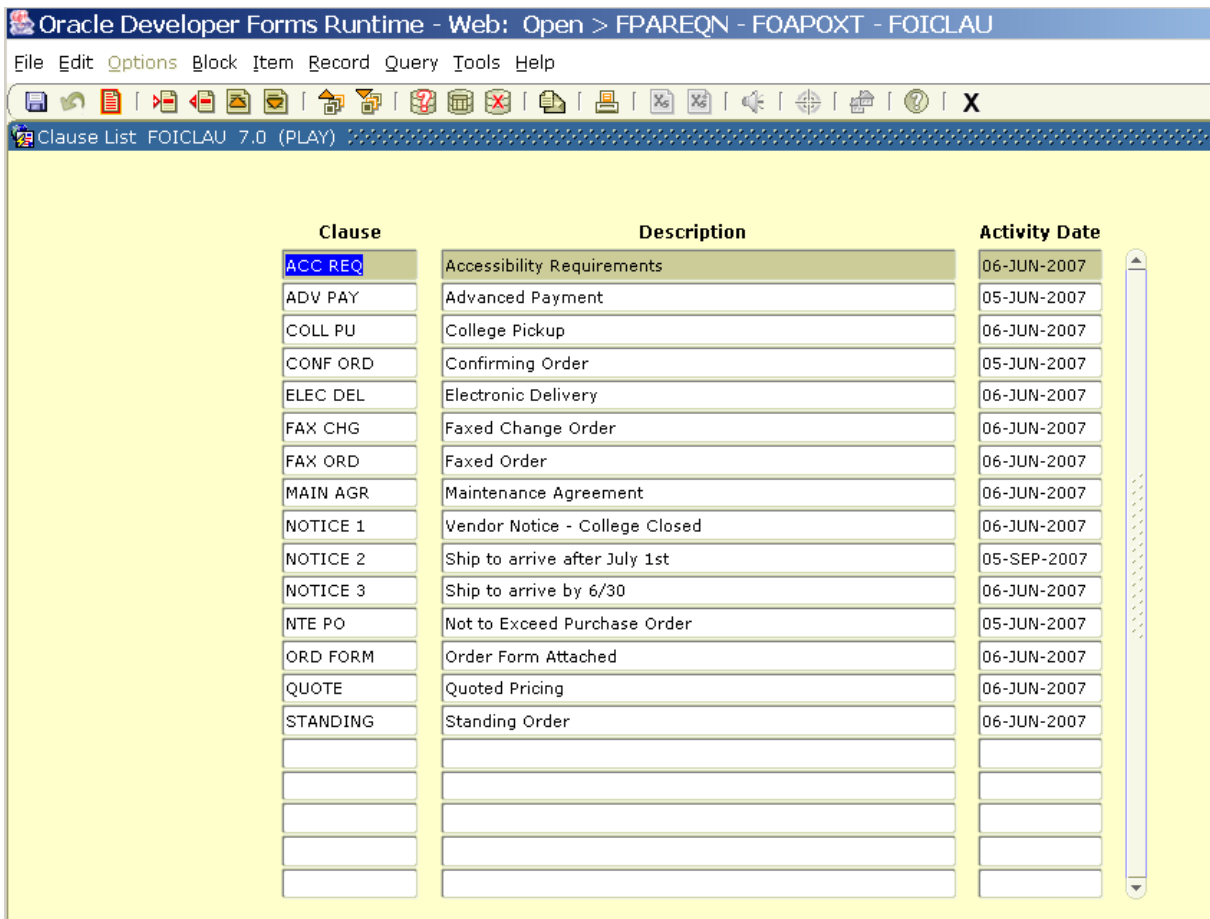 Oracle Developer Forms Runtime - Web: Open > FPAREQN - FOAPOXT - FOICLAU
File Edit Options Block Item Record Query Tools Help
Clause List FOICLAU 7.0 (PLAY)
Clause Description Activity Date
ACC REQ Accessibility Requirements 06-JUN-2007
ADV PAY Advanced Payment 05-JUN-2007
COLL PU College Pickup 06-JUN-2007
CONF ORD Confirming Order 05-JUN-2007
ELEC DEL Electronic Delivery 06-JUN-2007
FAX CHG Faxed Change Order 06-JUN-2007
FAX ORD Faxed Order 06-JUN-2007
MAIN AGR Maintenance Agreement 06-JUN-2007
NOTICE 1 Vendor Notice - College Closed 06-JUN-2007
NOTICE 2 Ship to arrive after July 1st 05-SEP-2007
NOTICE 3 Ship to arrive by 6/30 06-JUN-2007
NTE PO Not to Exceed Purchase Order 05-JUN-2007
ORD FORM Order Form Attached 06-JUN-2007
QUOTE Quoted Pricing 06-JUN-2007
STANDING Standing Order 06-JUN-2007